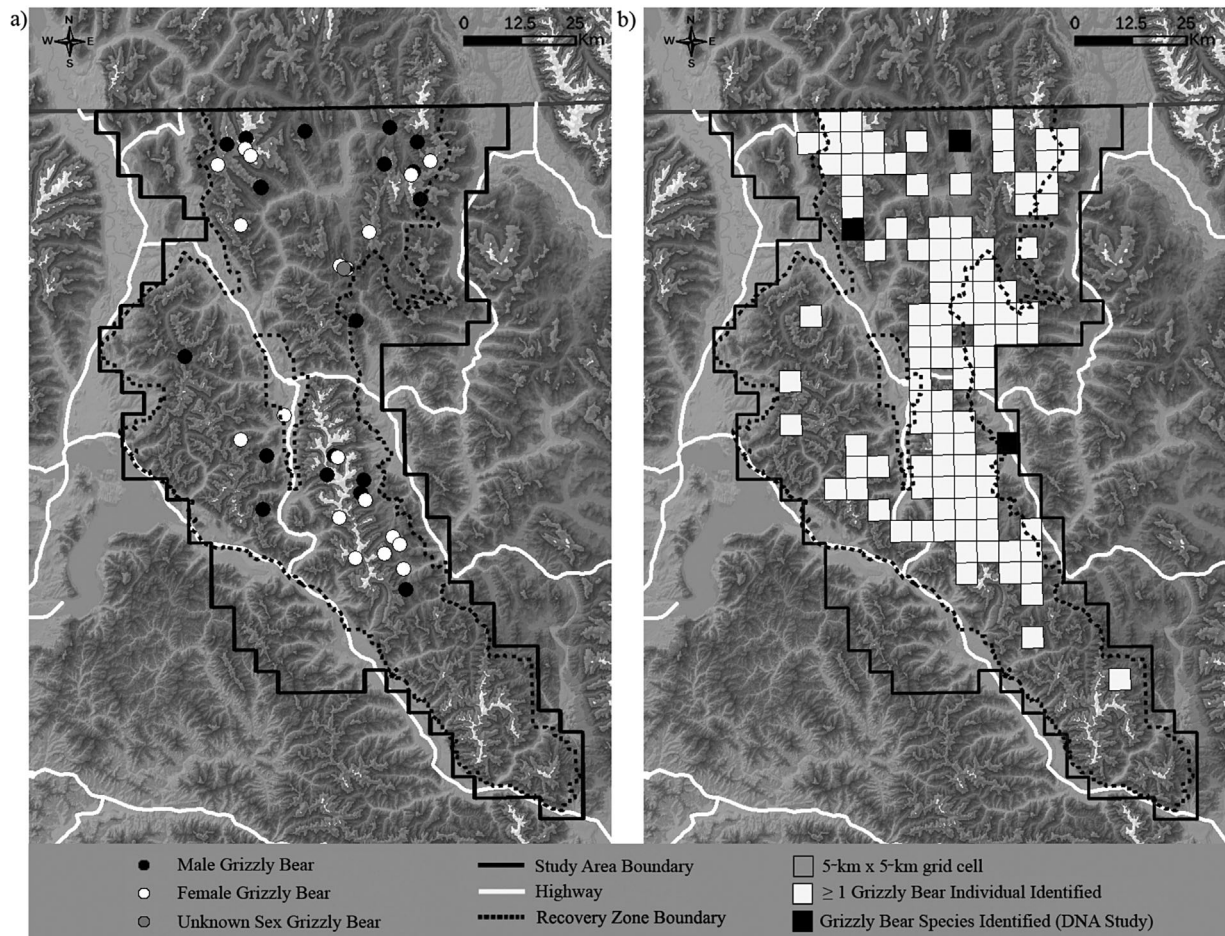 a)
N
W E
S
0 12.5 25
Km
b)
N
W E
S
0 12.5 25
Km
Male Grizzly Bear
Female Grizzly Bear
Unknown Sex Grizzly Bear
Study Area Boundary
Highway
Recovery Zone Boundary
5-km x 5-km grid cell
≥ 1 Grizzly Bear Individual Identified
Grizzly Bear Species Identified (DNA Study)